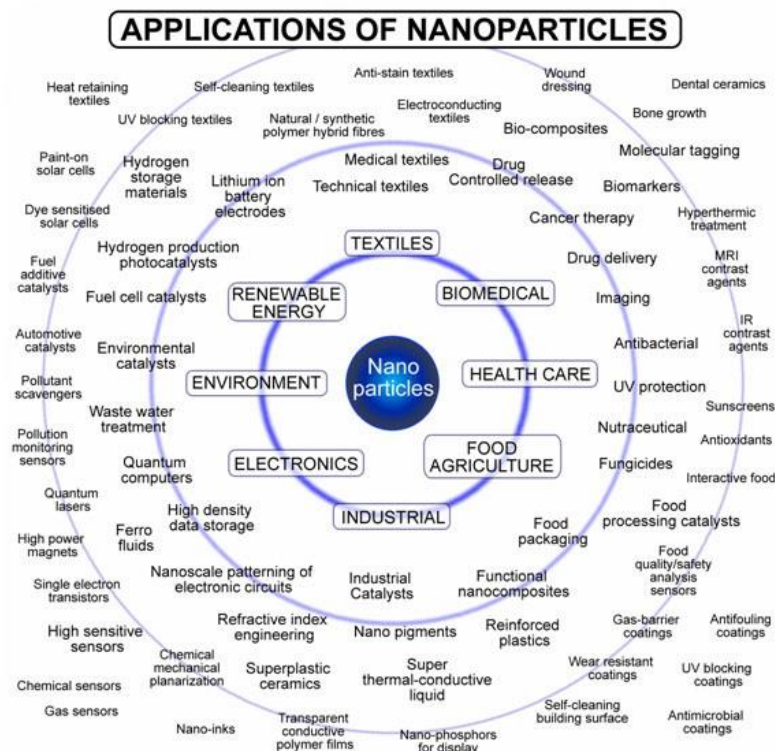 APPLICATIONS OF NANOPARTICLES
Anti-stain textiles
Wound
dressing
Heat retaining
textiles
Self-cleaning textiles
Dental ceramics
UV blocking textiles
Natural / synthetic
polymer hybrid fibres
Electroconducting
textiles
Bio-composites
Bone growth
Molecular tagging
Paint-on
solar cells
Hydrogen
storage
materials
Lithium ion
battery
electrodes
Medical textiles
Technical textiles
Drug
Controlled release
Biomarkers
Dye sensitised
solar cells
Cancer therapy
Hyperthermic
treatment
Hydrogen production
photocatalysts
TEXTILES
Drug delivery
Fuel
additive
catalysts
Fuel cell catalysts
RENEWABLE
ENERGY
BIOMEDICAL
Imaging
MRI
contrast
agents
Automotive
catalysts
Environmental
catalysts
Antibacterial
IR
contrast
agents
Pollutant
scavengers
ENVIRONMENT
Nano
particles
HEALTH CARE
UV protection
Waste water
treatment
Sunscreens
Pollution
monitoring
sensors
Quantum
computers
ELECTRONICS
FOOD
AGRICULTURE
Nutraceutical
Antioxidants
Fungicides
Interactive food
Quantum
lasers
High density
data storage
INDUSTRIAL
Food
packaging
Food
processing catalysts
High power
magnets
Ferro
fluids
Food
quality/safety
analysis
sensors
Single electron
transistors
Nanoscale patterning of
electronic circuits
Industrial
Catalysts
Functional
nanocomposites
High sensitive
sensors
Refractive index
engineering
Nano pigments
Reinforced
plastics
Gas-barrier
coatings
Antifouling
coatings
Chemical
mechanical
planarization
Superplastic
ceramics
Super
thermal-conductive
liquid
Wear resistant
coatings
UV blocking
coatings
Chemical sensors
Gas sensors
Nano-inks
Transparent
conductive
polymer films
Nano-phosphors
for display
Self-cleaning
building surface
Antimicrobial
coatings